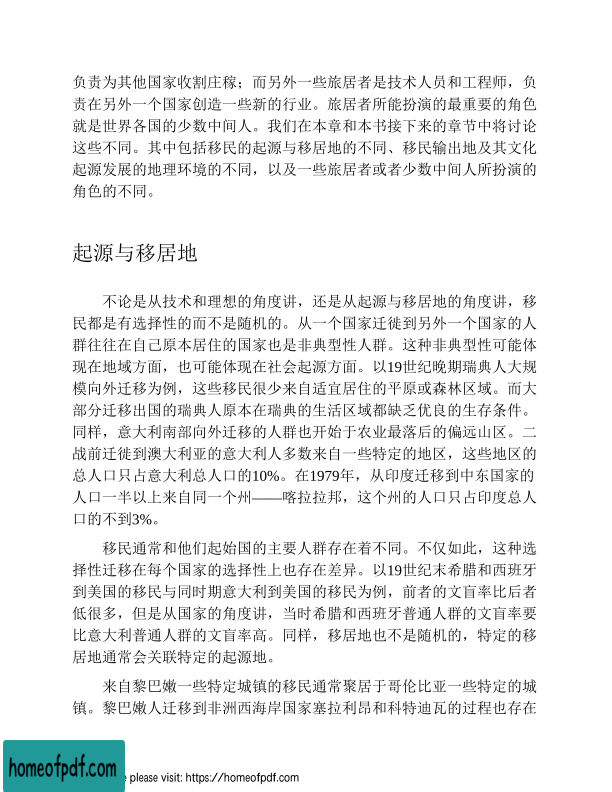 负责为其他国家收割庄稼；而另外一些旅居者是技术人员和工程师，负
责在另外一个国家创造一些新的行业。旅居者所能扮演的最重要的角色
就是世界各国的少数中间人。我们在本章和本书接下来的章节中将讨论
这些不同。其中包括移民的起源与移居地的不同、移民输出地及其文化
起源发展的地理环境的不同，以及一些旅居者或者少数中间人所扮演的
角色的不同。
起源与移居地
不论是从技术和理想的角度讲，还是从起源与移居地的角度讲，移
民都是有选择性的而不是随机的。从一个国家迁徙到另外一个国家的人
群往往在自己原本居住的国家也是非典型性人群。这种非典型性可能体
现在地域方面，也可能体现在社会起源方面。以19世纪晚期瑞典人大规
模向外迁移为例，这些移民很少来自适宜居住的平原或森林区域。而大
部分迁移出国的瑞典人原本在瑞典的生活区域都缺乏优良的生存条件。
同样，意大利南部向外迁移的人群也开始于农业最落后的偏远山区。二
战前迁徙到澳大利亚的意大利人多数来自一些特定的地区，这些地区的
总人口只占意大利总人口的10%。在1979年，从印度迁移到中东国家的
人口一半以上来自同一个州——喀拉拉邦，这个州的人口只占印度总人
口的不到3%。
移民通常和他们起始国的主要人群存在着不同。不仅如此，这种选
择性迁移在每个国家的选择性上也存在差异。以19世纪末希腊和西班牙
到美国的移民与同时期意大利到美国的移民为例，前者的文盲率比后者
低很多，但是从国家的角度讲，当时希腊和西班牙普通人群的文盲率要
比意大利普通人群的文盲率高。同样，移居地也不是随机的，特定的移
居地通常会关联特定的起源地。
来自黎巴嫩一些特定城镇的移民通常聚居于哥伦比亚一些特定的城
镇。黎巴嫩人迁移到非洲西海岸国家塞拉利昂和科特迪瓦的过程也存在
homeofpdf.com
e please visit: https://homeofpdf.com